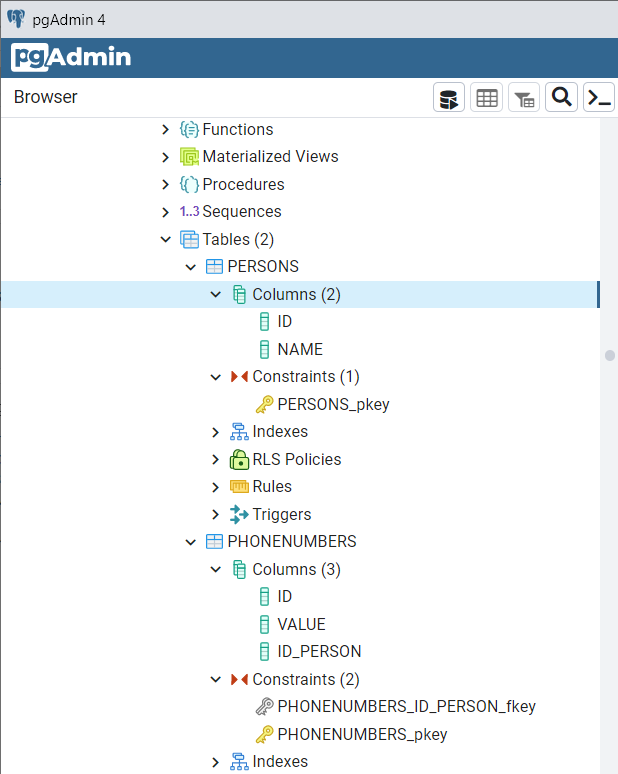 pgAdmin 4
pgAdmin
Browser
Functions
Materialized Views
Procedures
1..3 Sequences
Tables (2)
PERSONS
Columns (2)
ID
NAME
Constraints (1)
PERSONS_pkey
Indexes
RLS Policies
Rules
Triggers
PHONENUMBERS
Columns (3)
ID
VALUE
ID_PERSON
Constraints (2)
PHONENUMBERS_ID_PERSON_fkey
PHONENUMBERS_pkey
Indexes